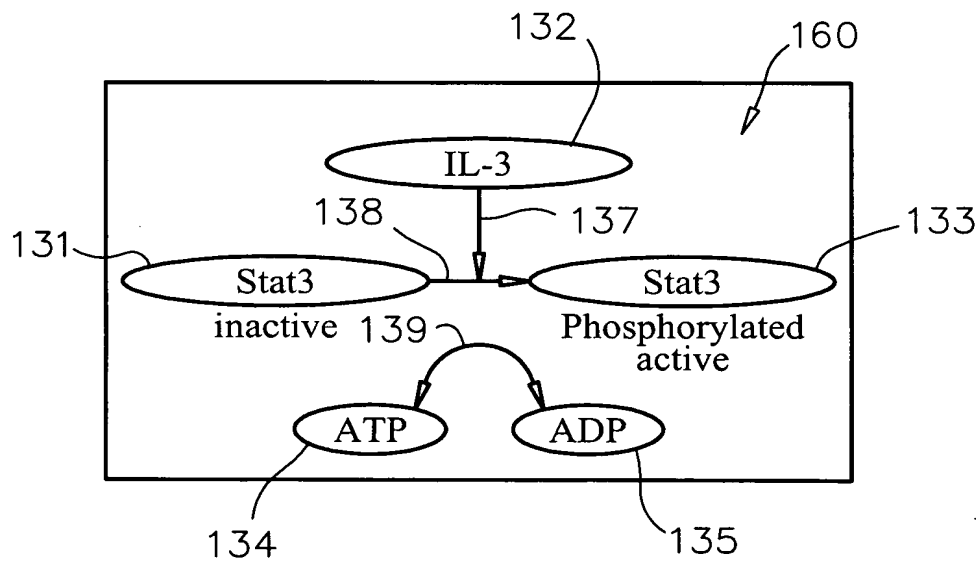 132
160
IL-3
138
137
131
133
Stat3
Stat3
inactive
139
Phosphorylated
active
ATP
ADP
134
135